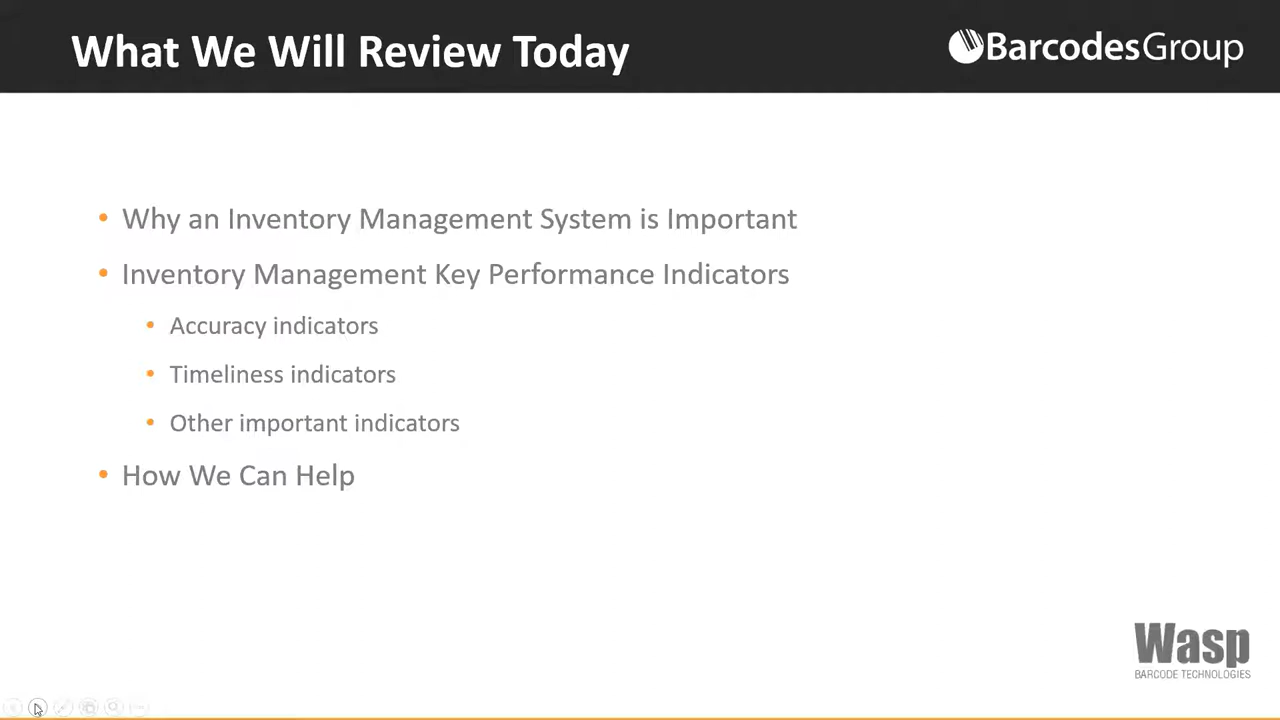 What We Will Review Today
BarcodesGroup
• Why an Inventory Management System is Important
• Inventory Management Key Performance Indicators
• Accuracy indicators
• Timeliness indicators
• Other important indicators
• How We Can Help
Wasp
BARCODE TECHNOLOGIES